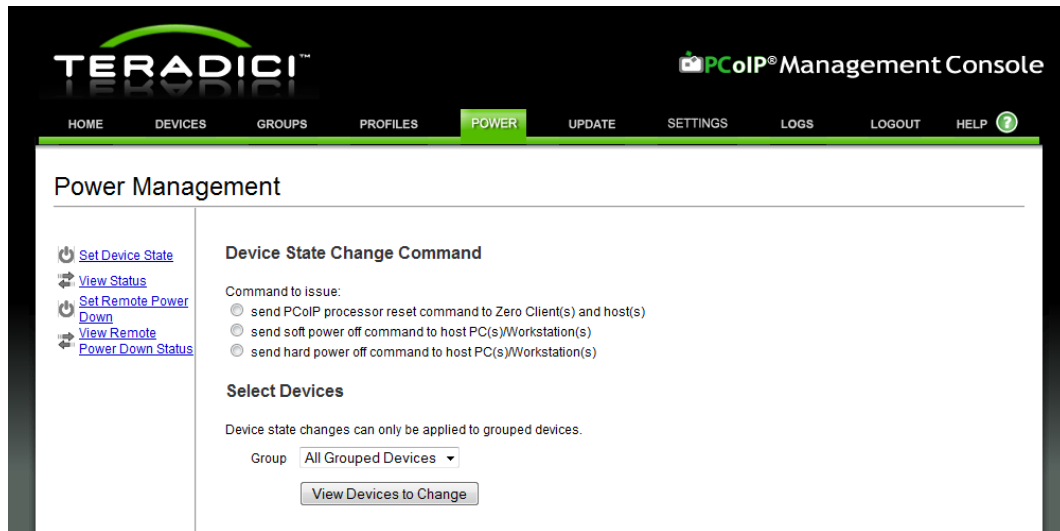 TERADICI™
PCoIP® Management Console
HOME DEVICES GROUPS PROFILES POWER UPDATE SETTINGS LOGS LOGOUT HELP ?
Power Management
Set Device State
View Status
Set Remote Power
Down
View Remote
Power Down Status
Device State Change Command
Command to issue:
send PCoIP processor reset command to Zero Client(s) and host(s)
send soft power off command to host PC(s)/Workstation(s)
send hard power off command to host PC(s)/Workstation(s)
Select Devices
Device state changes can only be applied to grouped devices.
Group All Grouped Devices
View Devices to Change